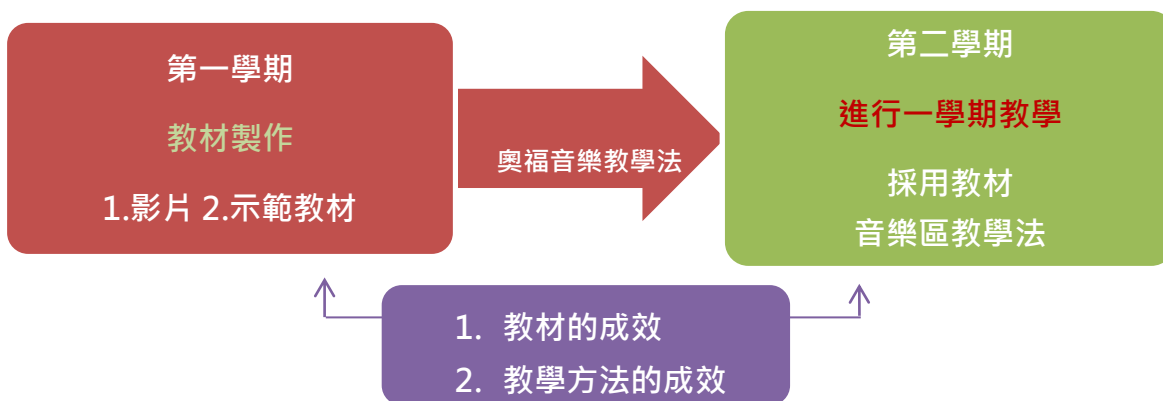 第一學期
教材製作
1.影片 2.示範教材
奧福音樂教學法
第二學期
進行一學期教學
採用教材
音樂區教學法
1. 教材的成效
2. 教學方法的成效